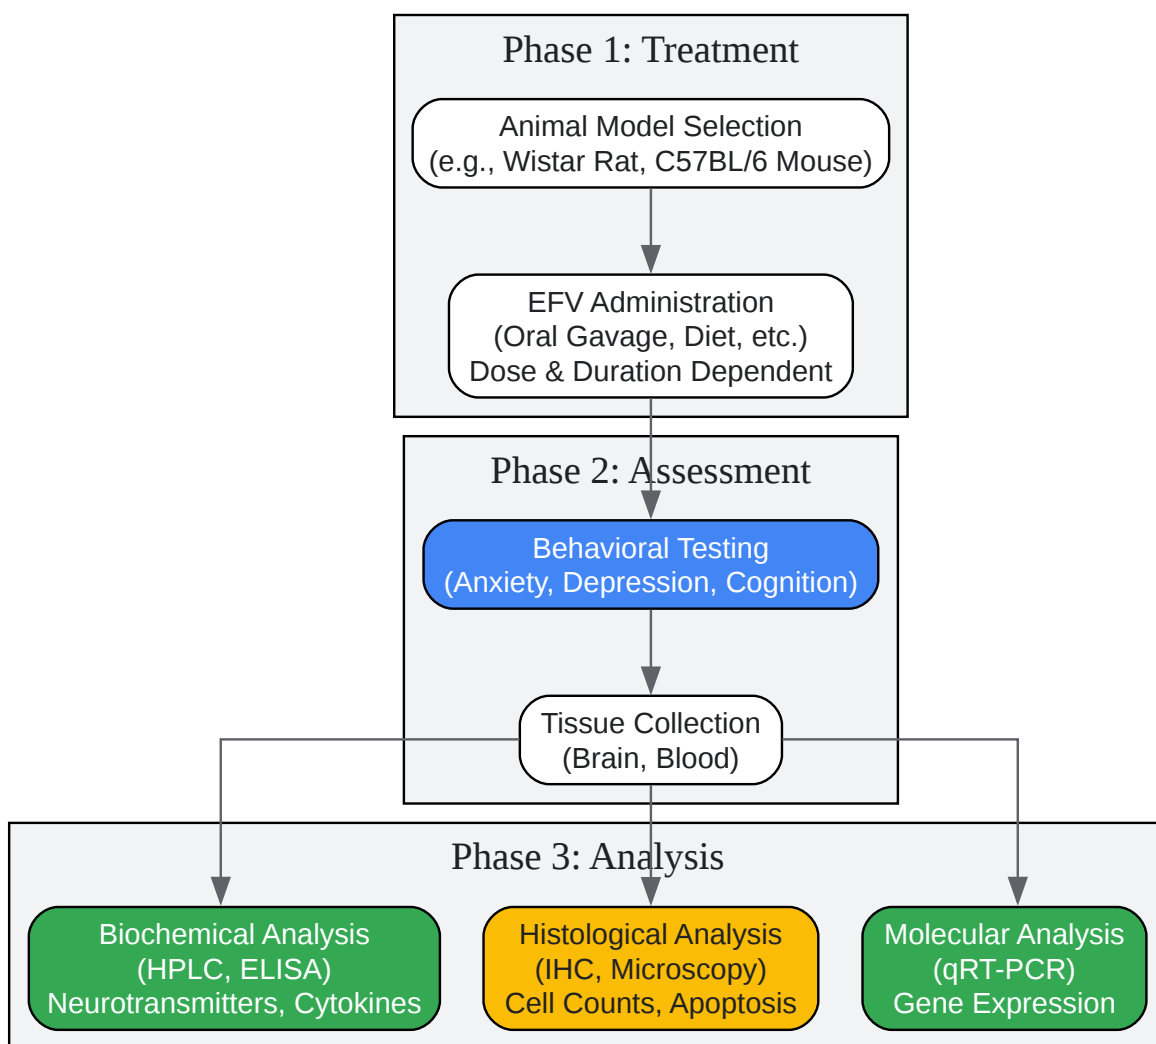 Phase 1: Treatment
Animal Model Selection
(e.g., Wistar Rat, C57BL/6 Mouse)
EFV Administration
(Oral Gavage, Diet, etc.)
Dose & Duration Dependent
Phase 2: Assessment
Behavioral Testing
(Anxiety, Depression, Cognition)
Tissue Collection
(Brain, Blood)
Phase 3: Analysis
Biochemical Analysis
(HPLC, ELISA)
Neurotransmitters, Cytokines
Histological Analysis
(IHC, Microscopy)
Cell Counts, Apoptosis
Molecular Analysis
(qRT-PCR)
Gene Expression